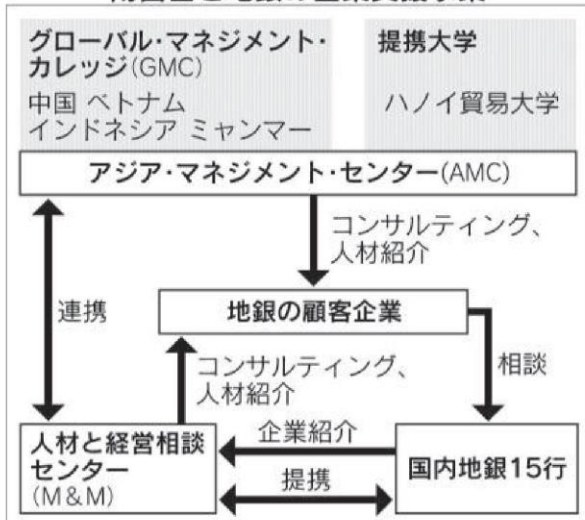 グローバル・マネジメント・
カレッジ(GMC)
中国 ベトナム
インドネシア ミャンマー
提携大学
ハノイ貿易大学
アジア・マネジメント・センター(AMC)
コンサルティング、
人材紹介
連携
地銀の顧客企業
コンサルティング、
人材紹介
相談
人材と経営相談
センター
(M&M)
企業紹介
提携
国内地銀15行